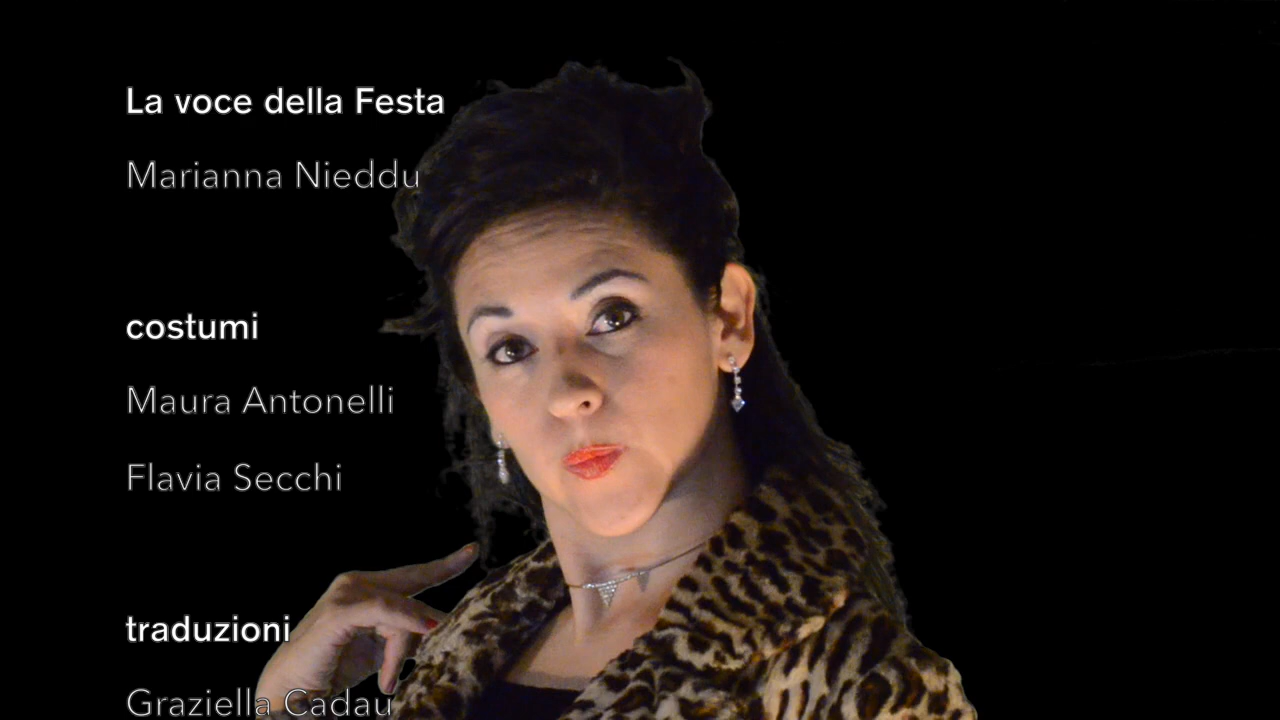 La voce della Festa
Marianna Nieddu
costumi
Maura Antonelli
Flavia Secchi
traduzioni
Graziella Cadau